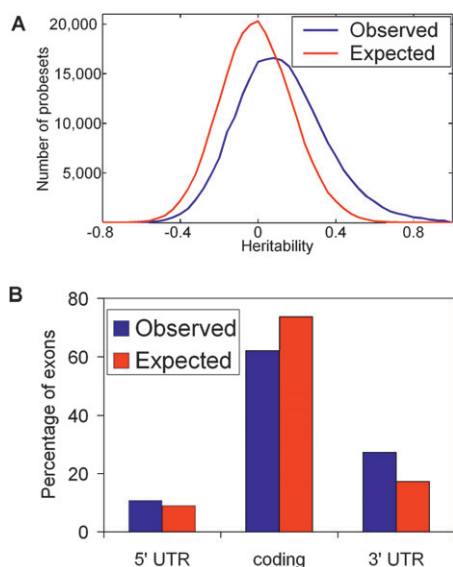 A
Number of probesets
20,000
15,000
10,000
5,000
Observed
Expected
-0.8
-0.4
0
0.4
0.8
Heritability
B
Percentage of exons
80
60
40
20
0
Observed
Expected
5' UTR
coding
3' UTR